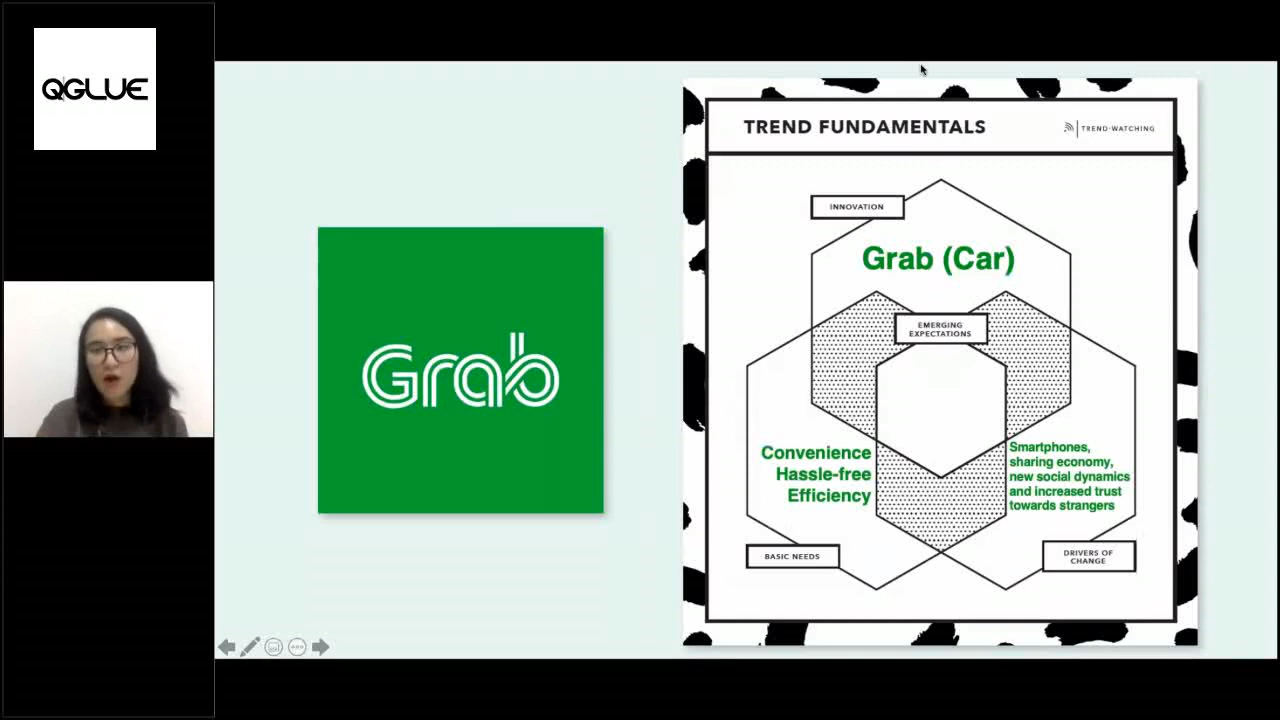 QGLUE
TREND FUNDAMENTALS
TREND-WATCHING
INNOVATION
Grab (Car)
EMERGING
EXPECTATIONS
Grab
Convenience
Hassle-free
Efficiency
Smartphones,
sharing economy,
new social dynamics
and increased trust
towards strangers
BASIC NEEDS
DRIVERS OF
CHANGE